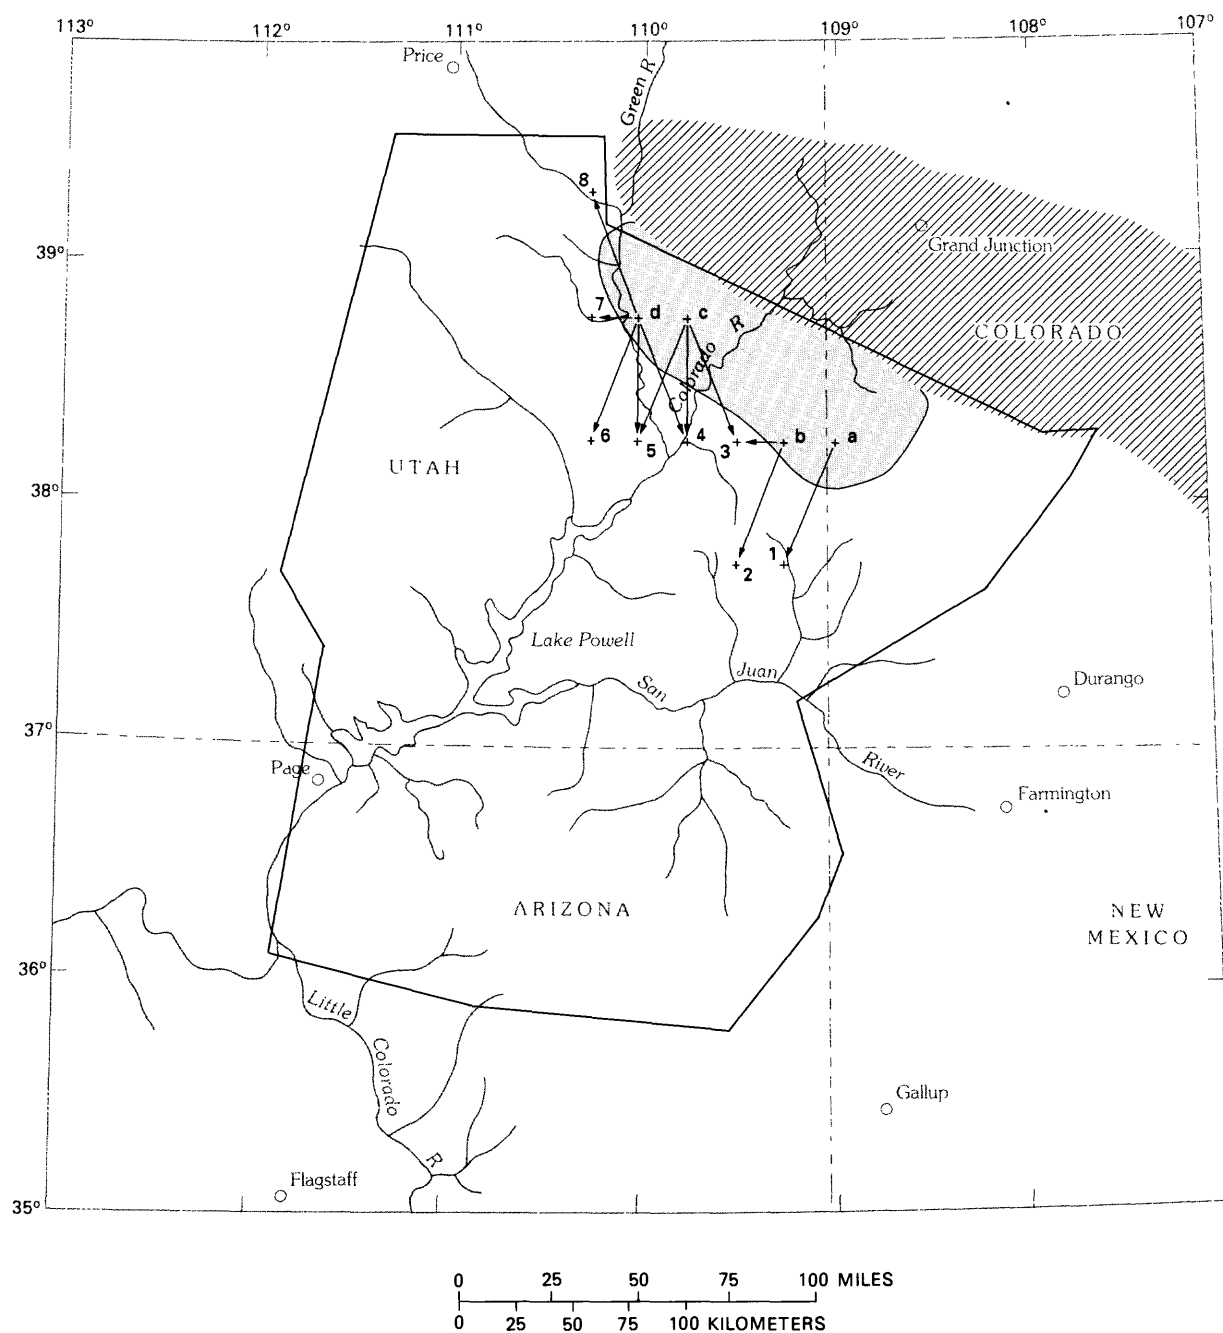 113°
112°
111°
110°
109°
108°
107°
Price
Green R
8
39°
Grand Junction
7
d
c
COLORADO
Colorado R
6
5
4
3
b
a
UTAH
38°
1
2
Lake Powell
San
Juan
River
Durango
37°
Page
Farmington
ARIZONA
NEW
MEXICO
36°
Little
Colorado
R
Gallup
Flagstaff
35°
0 25 50 75 100 MILES
0 25 50 75 100 KILOMETERS